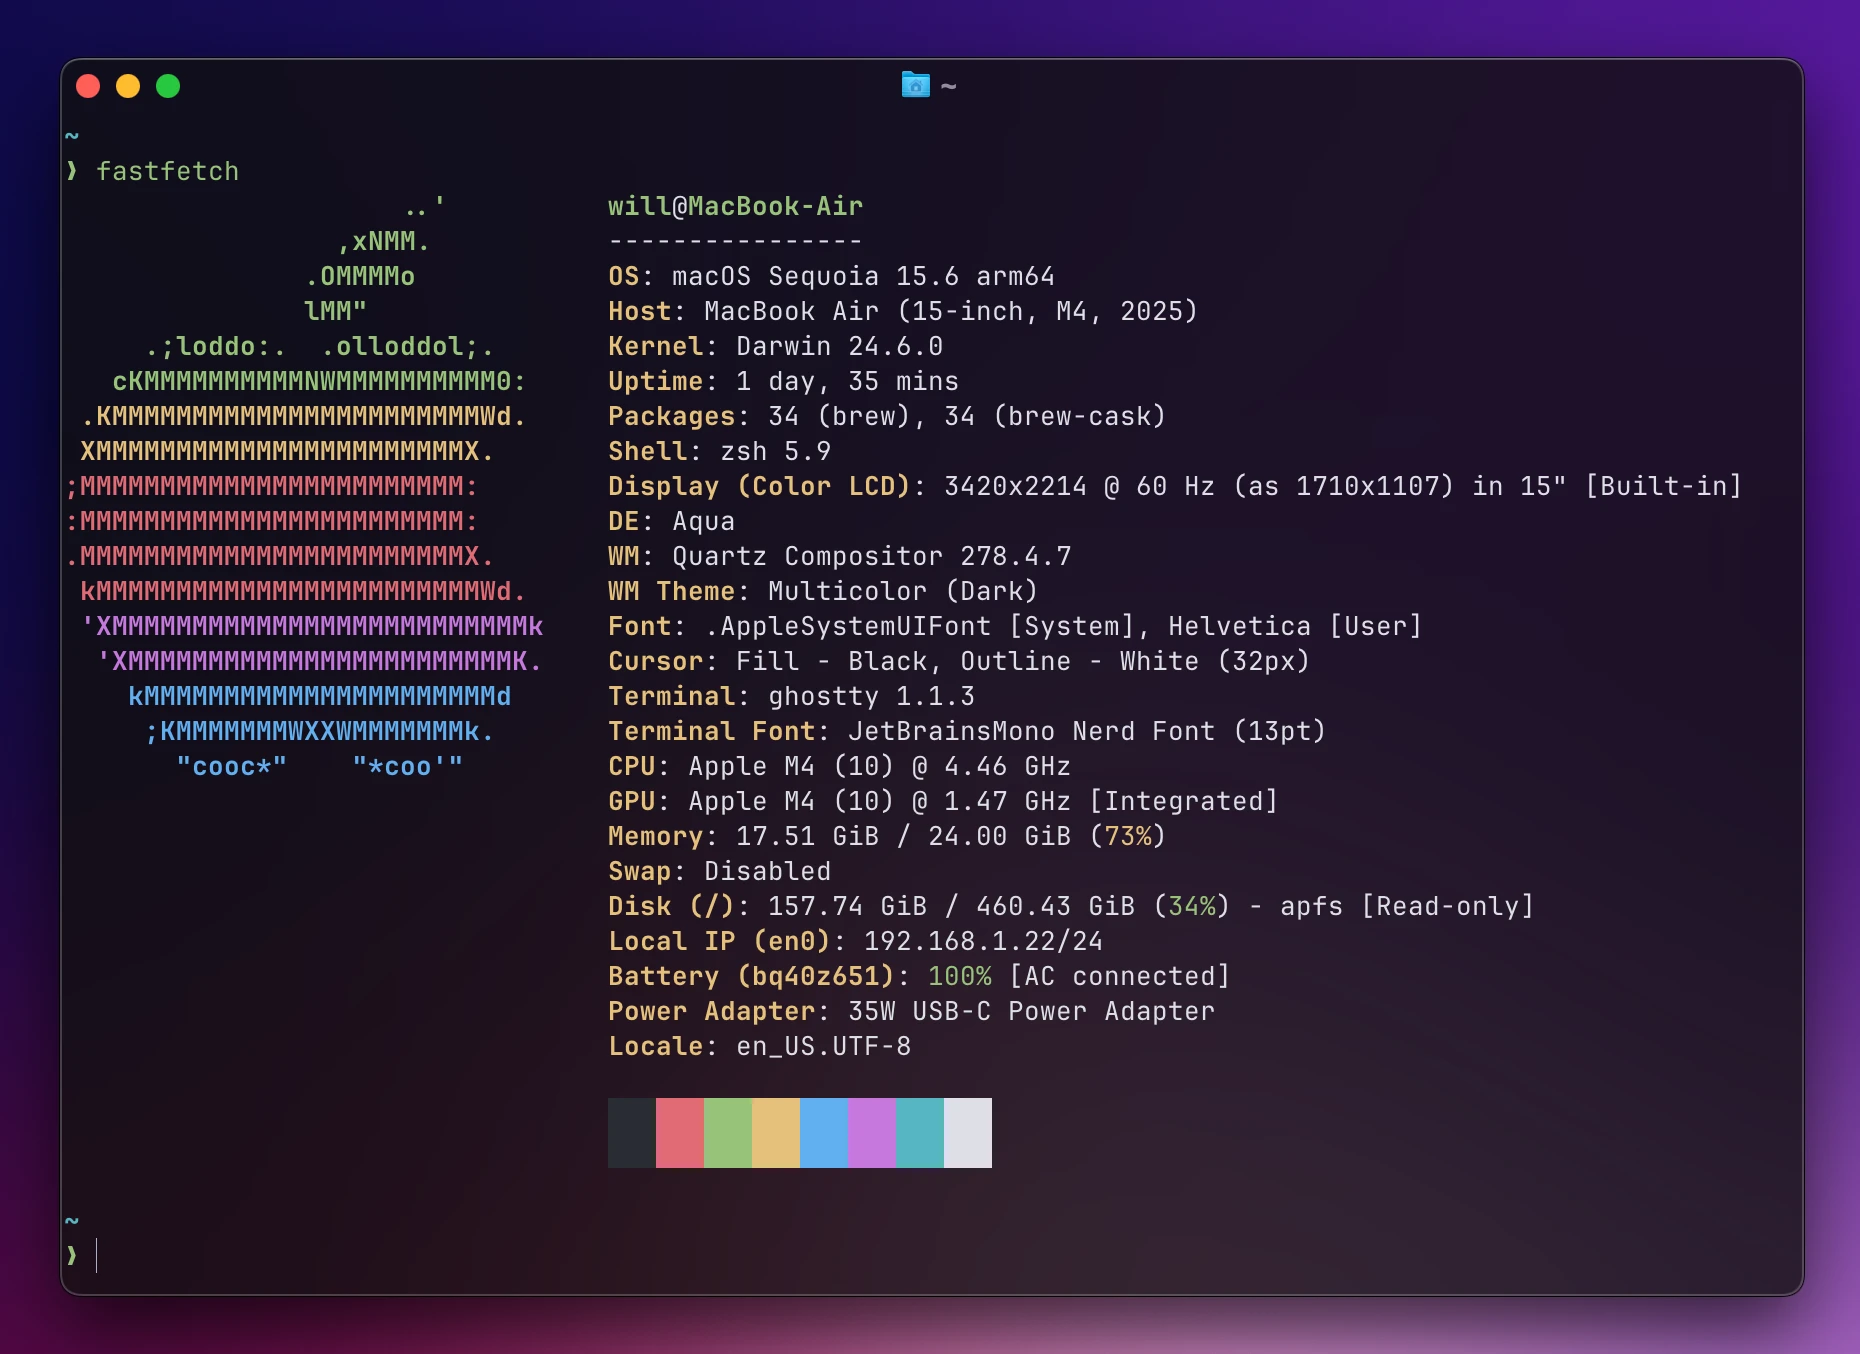 ~
~
❯ fastfetch
                     ..'          will@MacBook-Air
                 ,xNMM.           ----------------
               .OMMMMo            OS: macOS Sequoia 15.6 arm64
               lMM"               Host: MacBook Air (15-inch, M4, 2025)
     .;loddo:.  .olloddol;.       Kernel: Darwin 24.6.0
   cKMMMMMMMMMMNWMMMMMMMMMM0:     Uptime: 1 day, 35 mins
 .KMMMMMMMMMMMMMMMMMMMMMMMWd.     Packages: 34 (brew), 34 (brew-cask)
 XMMMMMMMMMMMMMMMMMMMMMMMX.       Shell: zsh 5.9
;MMMMMMMMMMMMMMMMMMMMMMMM:        Display (Color LCD): 3420x2214 @ 60 Hz (as 1710x1107) in 15" [Built-in]
:MMMMMMMMMMMMMMMMMMMMMMMM:        DE: Aqua
.MMMMMMMMMMMMMMMMMMMMMMMMX.       WM: Quartz Compositor 278.4.7
 kMMMMMMMMMMMMMMMMMMMMMMMMWd.     WM Theme: Multicolor (Dark)
 'XMMMMMMMMMMMMMMMMMMMMMMMMMMk    Font: .AppleSystemUIFont [System], Helvetica [User]
  'XMMMMMMMMMMMMMMMMMMMMMMMMK.    Cursor: Fill - Black, Outline - White (32px)
    kMMMMMMMMMMMMMMMMMMMMMMd      Terminal: ghostty 1.1.3
     ;KMMMMMMMWXXWMMMMMMMk.       Terminal Font: JetBrainsMono Nerd Font (13pt)
       "cooc*"    "*coo'"         CPU: Apple M4 (10) @ 4.46 GHz
                                  GPU: Apple M4 (10) @ 1.47 GHz [Integrated]
                                  Memory: 17.51 GiB / 24.00 GiB (73%)
                                  Swap: Disabled
                                  Disk (/): 157.74 GiB / 460.43 GiB (34%) - apfs [Read-only]
                                  Local IP (en0): 192.168.1.22/24
                                  Battery (bq40z651): 100% [AC connected]
                                  Power Adapter: 35W USB-C Power Adapter
                                  Locale: en_US.UTF-8
~
❯